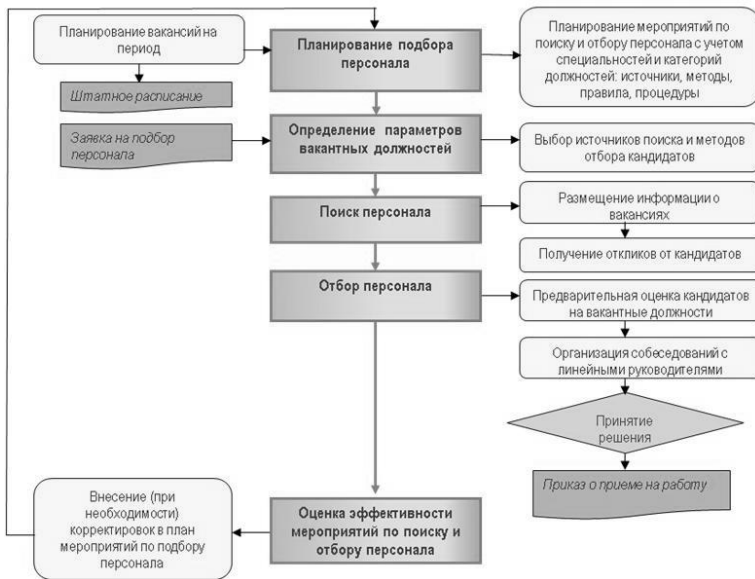 Планирование вакансий на
период
Планирование подбора
персонала
Планирование мероприятий по
поиску и отбору персонала с учетом
специальностей и категорий
должностей: источники, методы,
правила, процедуры
Штатное расписание
Заявка на подбор
персонала
Определение параметров
вакантных должностей
Выбор источников поиска и методов
отбора кандидатов
Поиск персонала
Размещение информации о
вакансиях
Получение откликов от кандидатов
Отбор персонала
Предварительная оценка кандидатов
на вакантные должности
Организация собеседований с
линейными руководителями
Принятие
решения
Приказ о приеме на работу
Внесение (при
необходимости)
корректировок в план
мероприятий по подбору
персонала
Оценка эффективности
мероприятий по поиску и
отбору персонала